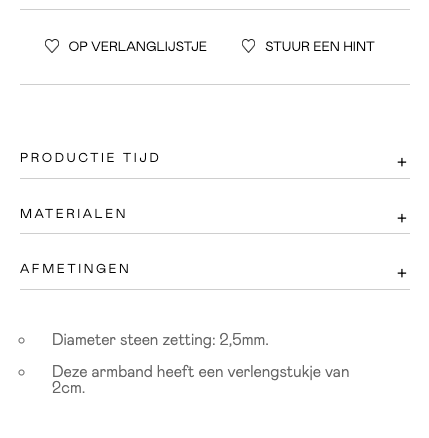 OP VERLANGLIJSTJE STUUR EEN HINT
PRODUCTIE TIJD +
MATERIALEN +
AFMETINGEN +
Diameter steen zetting: 2,5mm.
Deze armband heeft een verlengstukje van
2cm.